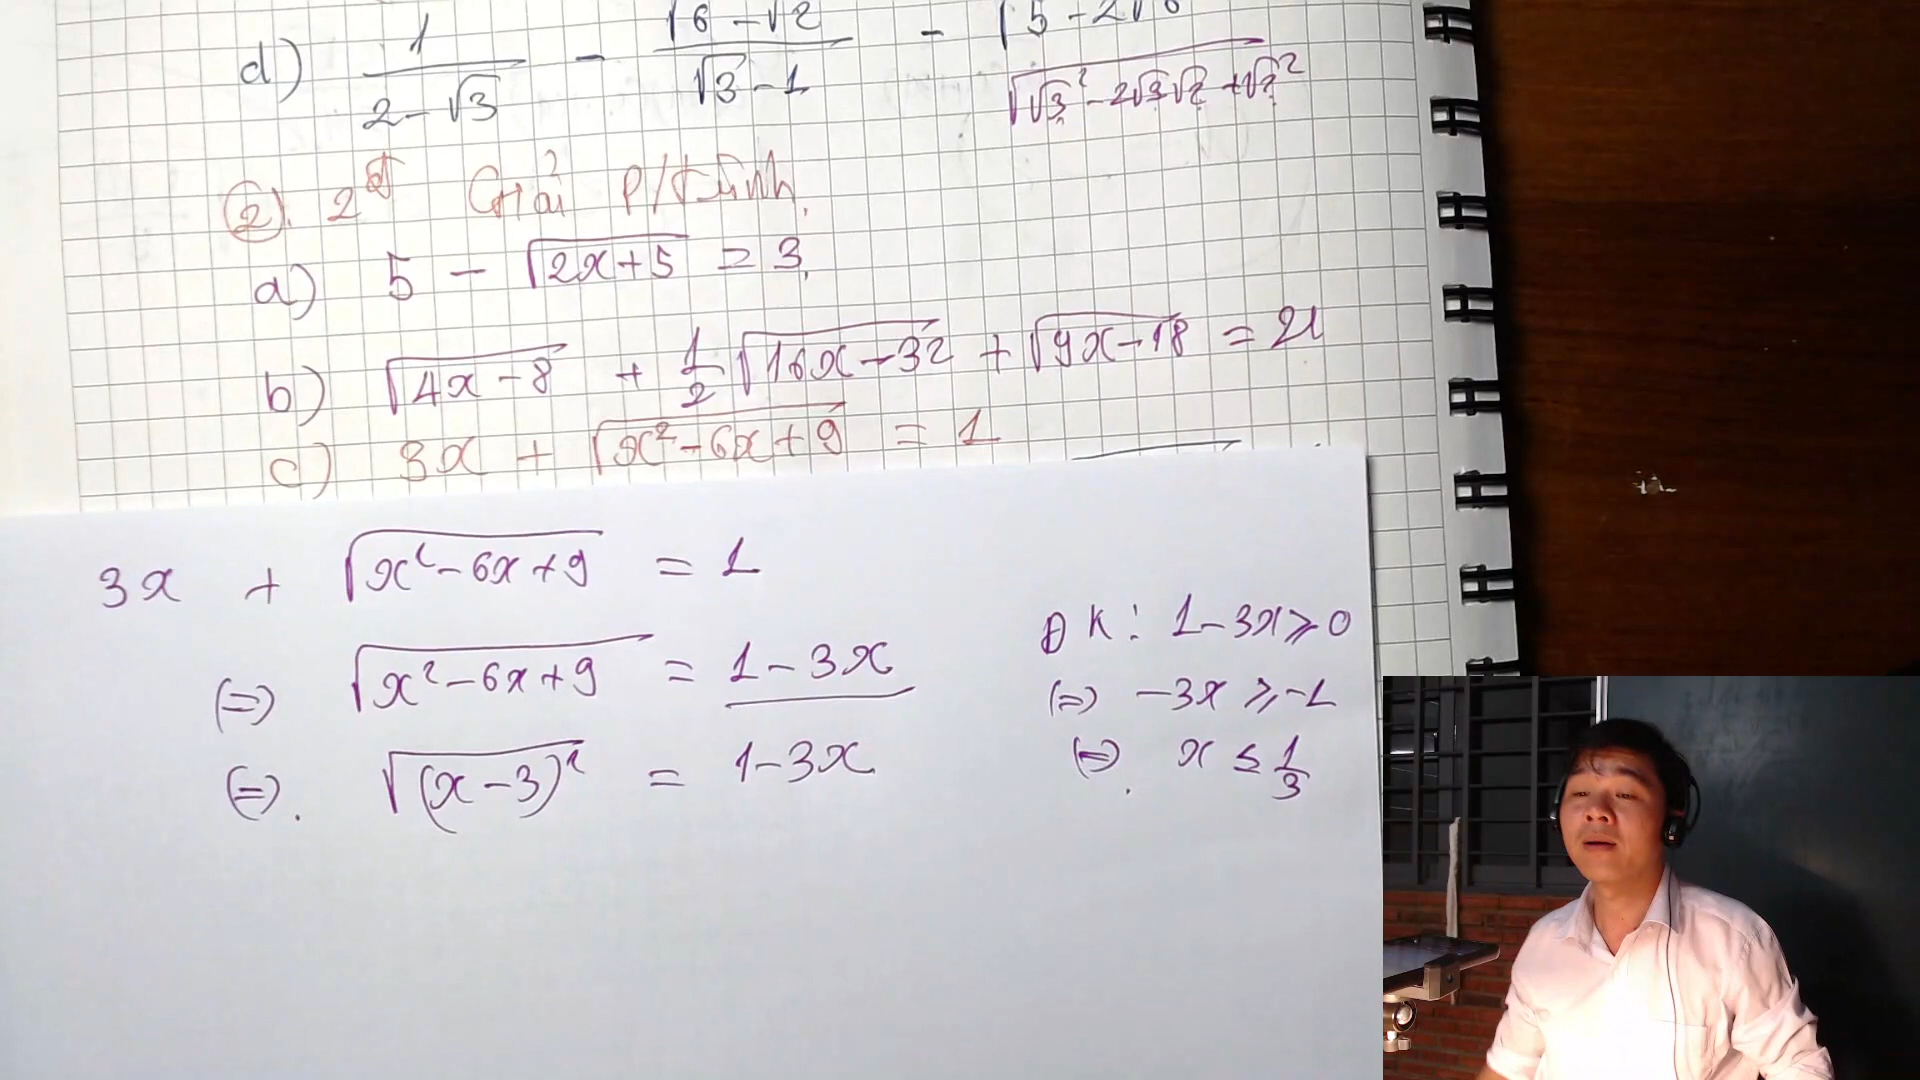 d) 1/(2-√3) - (√6-√2)/(√3-1) - √5-2√6
√(√3² - 2√3√2 + √2²)
②. 2đ Giải p/trình.
a) 5 - √(2x+5) = 3.
b) √(4x-8) + 1/2 √(16x-32) + √(9x-18) = 21
c) 3x + √(x²-6x+9) = 1
3x + √(x²-6x+9) = 1
(=) √(x²-6x+9) = 1-3x
(=). √(x-3)² = 1-3x
ĐK: 1-3x ≥ 0
(=) -3x ≥ -1
(=) x ≤ 1/3